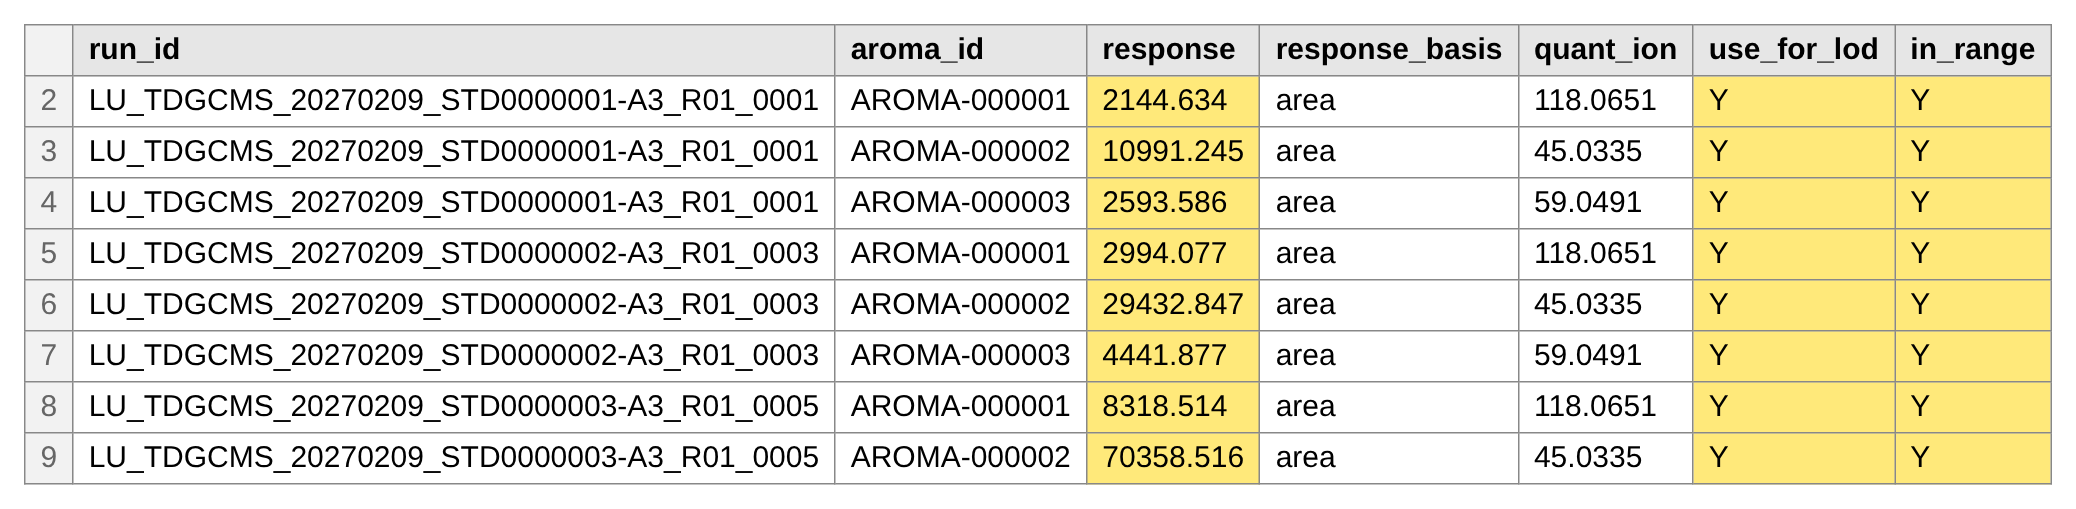 run_id aroma_id response response_basis quant_ion use_for_lod in_range
2 LU_TDGCMS_20270209_STD0000001-A3_R01_0001 AROMA-000001 2144.634 area 118.0651 Y Y
3 LU_TDGCMS_20270209_STD0000001-A3_R01_0001 AROMA-000002 10991.245 area 45.0335 Y Y
4 LU_TDGCMS_20270209_STD0000001-A3_R01_0001 AROMA-000003 2593.586 area 59.0491 Y Y
5 LU_TDGCMS_20270209_STD0000002-A3_R01_0003 AROMA-000001 2994.077 area 118.0651 Y Y
6 LU_TDGCMS_20270209_STD0000002-A3_R01_0003 AROMA-000002 29432.847 area 45.0335 Y Y
7 LU_TDGCMS_20270209_STD0000002-A3_R01_0003 AROMA-000003 4441.877 area 59.0491 Y Y
8 LU_TDGCMS_20270209_STD0000003-A3_R01_0005 AROMA-000001 8318.514 area 118.0651 Y Y
9 LU_TDGCMS_20270209_STD0000003-A3_R01_0005 AROMA-000002 70358.516 area 45.0335 Y Y